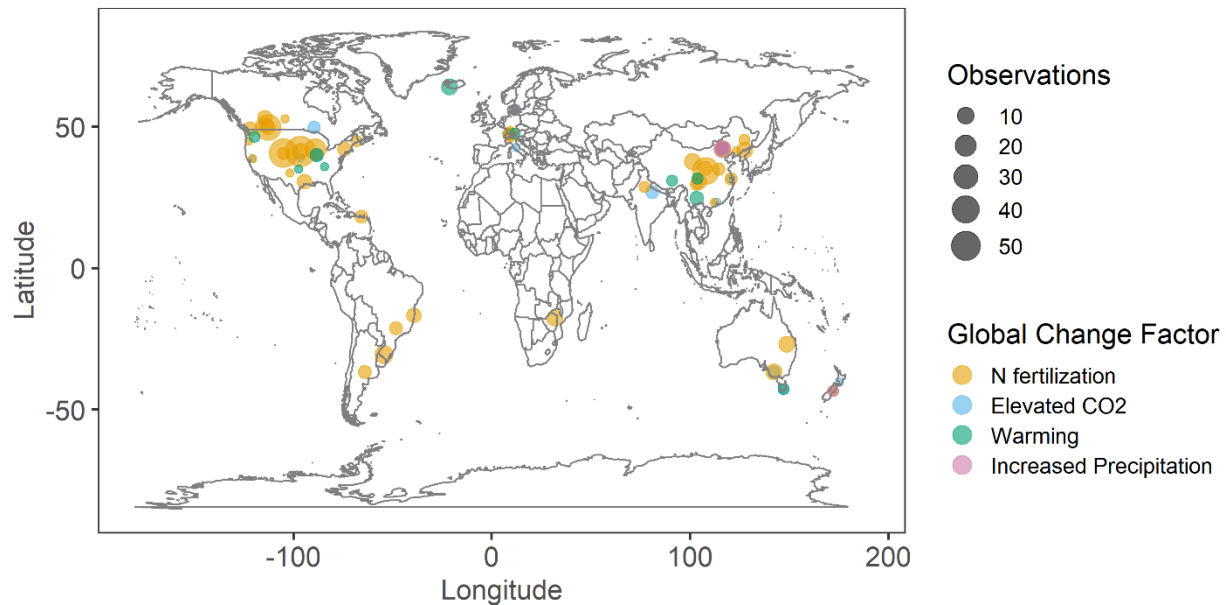 50
0
-50
Latitude
-100
0
100
200
Longitude
Observations
10
20
30
40
50
Global Change Factor
N fertilization
Elevated CO2
Warming
Increased Precipitation